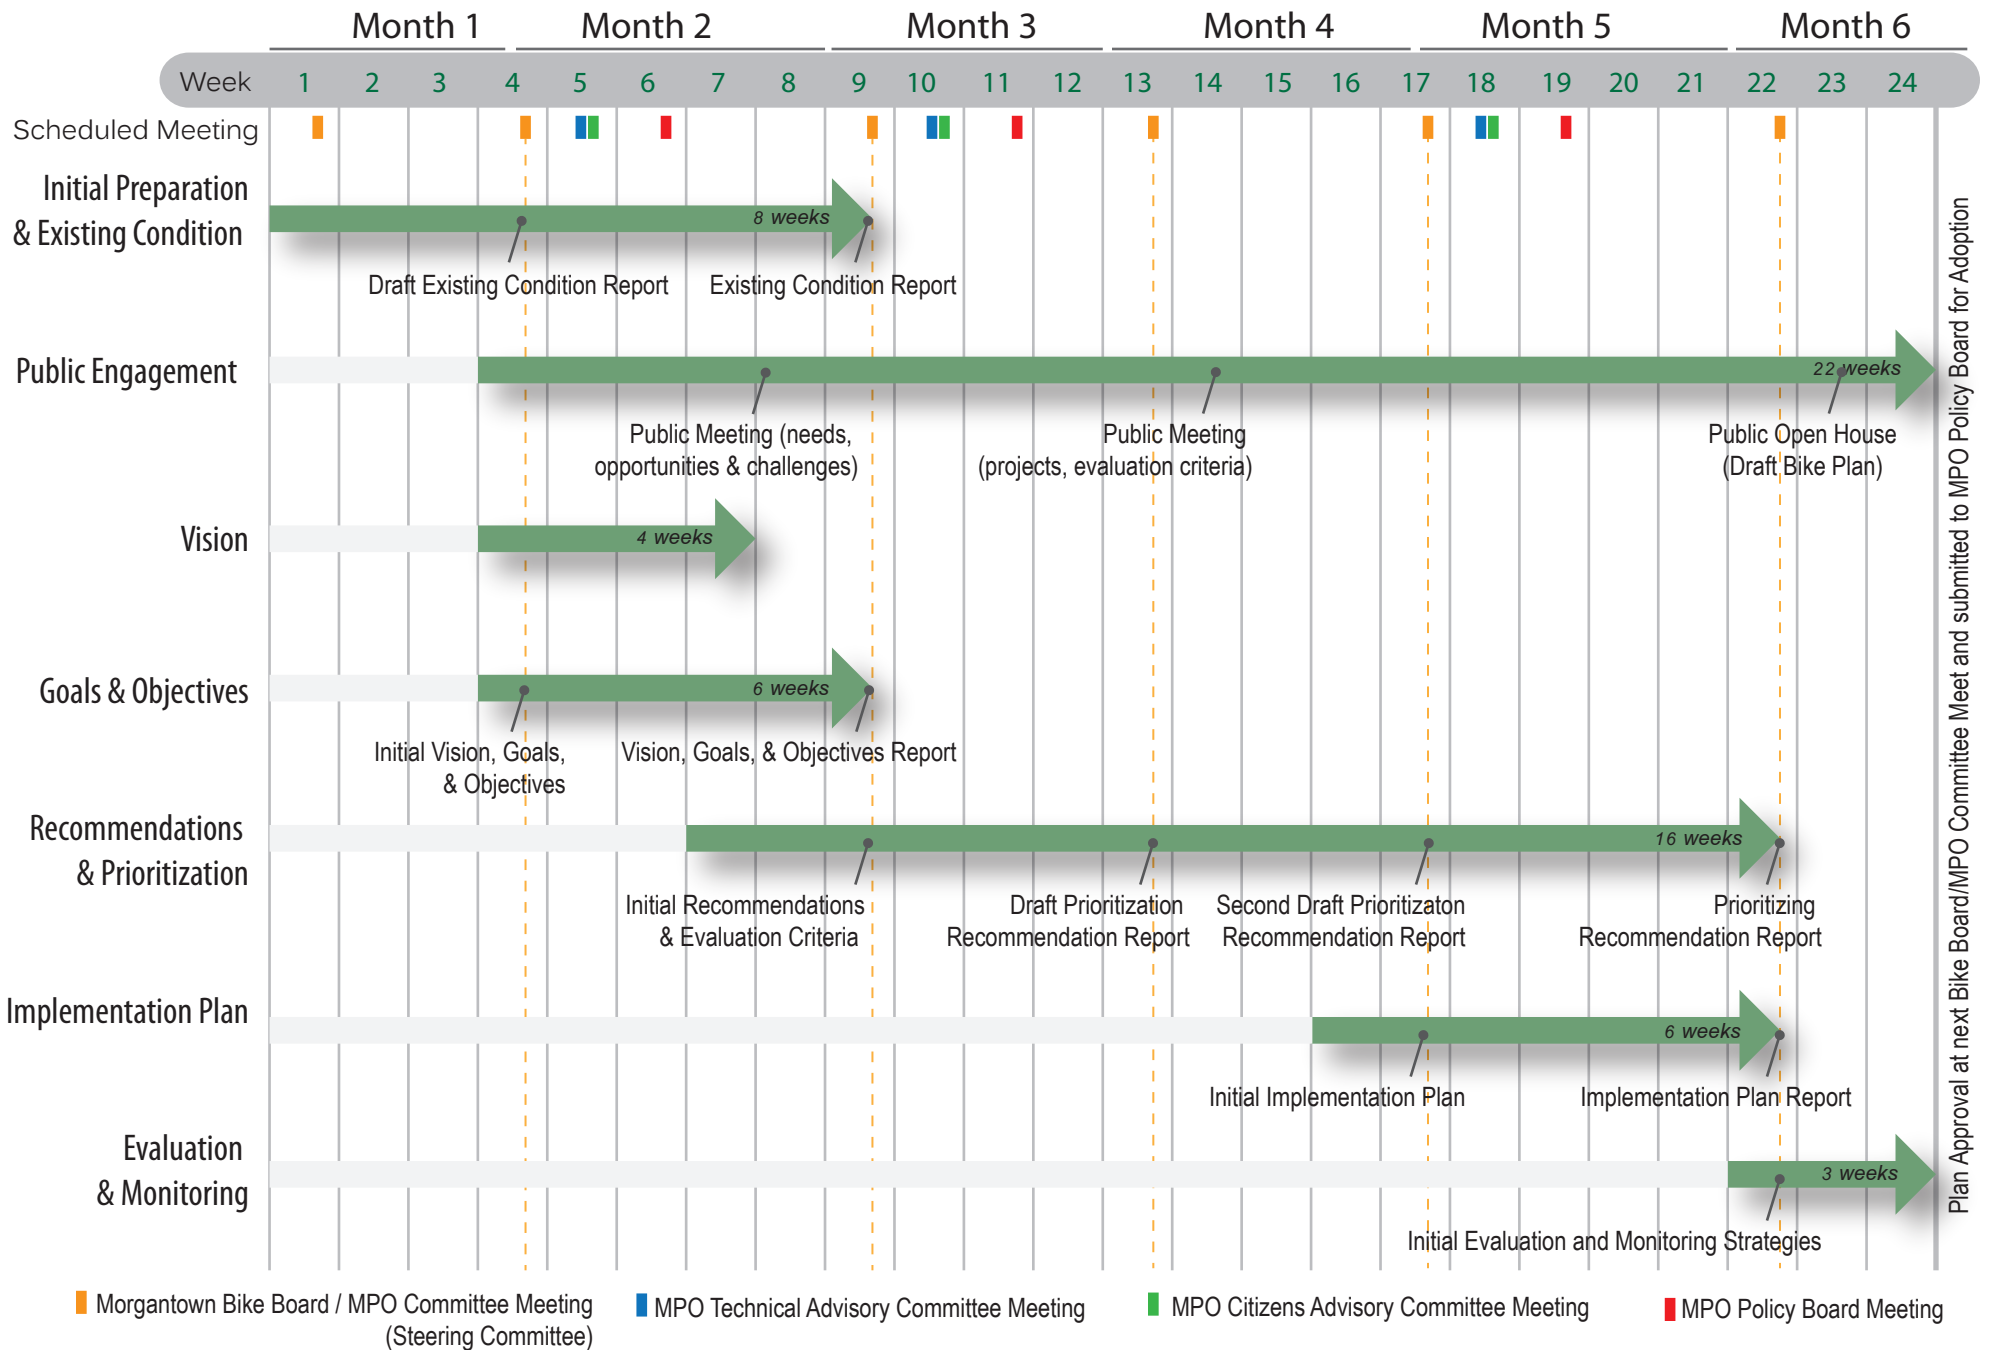 Month 1 Month 2 Month 3 Month 4 Month 5 Month 6
Week 1 2 3 4 5 6 7 8 9 10 11 12 13 14 15 16 17 18 19 20 21 22 23 24
Scheduled Meeting
Initial Preparation
& Existing Condition
8 weeks
Draft Existing Condition Report
Existing Condition Report
Public Engagement
22 weeks
Public Meeting (needs,
opportunities & challenges)
Public Meeting
(projects, evaluation criteria)
Public Open House
(Draft Bike Plan)
Vision
4 weeks
Goals & Objectives
6 weeks
Initial Vision, Goals,
& Objectives
Vision, Goals, & Objectives Report
Recommendations
& Prioritization
16 weeks
Initial Recommendations
& Evaluation Criteria
Draft Prioritization
Recommendation Report
Second Draft Prioritizaton
Recommendation Report
Prioritizing
Recommendation Report
Implementation Plan
6 weeks
Initial Implementation Plan
Implementation Plan Report
Evaluation
& Monitoring
3 weeks
Initial Evaluation and Monitoring Strategies
Plan Approval at next Bike Board/MPO Committee Meet and submitted to MPO Policy Board for Adoption
Morgantown Bike Board / MPO Committee Meeting
(Steering Committee)
MPO Technical Advisory Committee Meeting
MPO Citizens Advisory Committee Meeting
MPO Policy Board Meeting